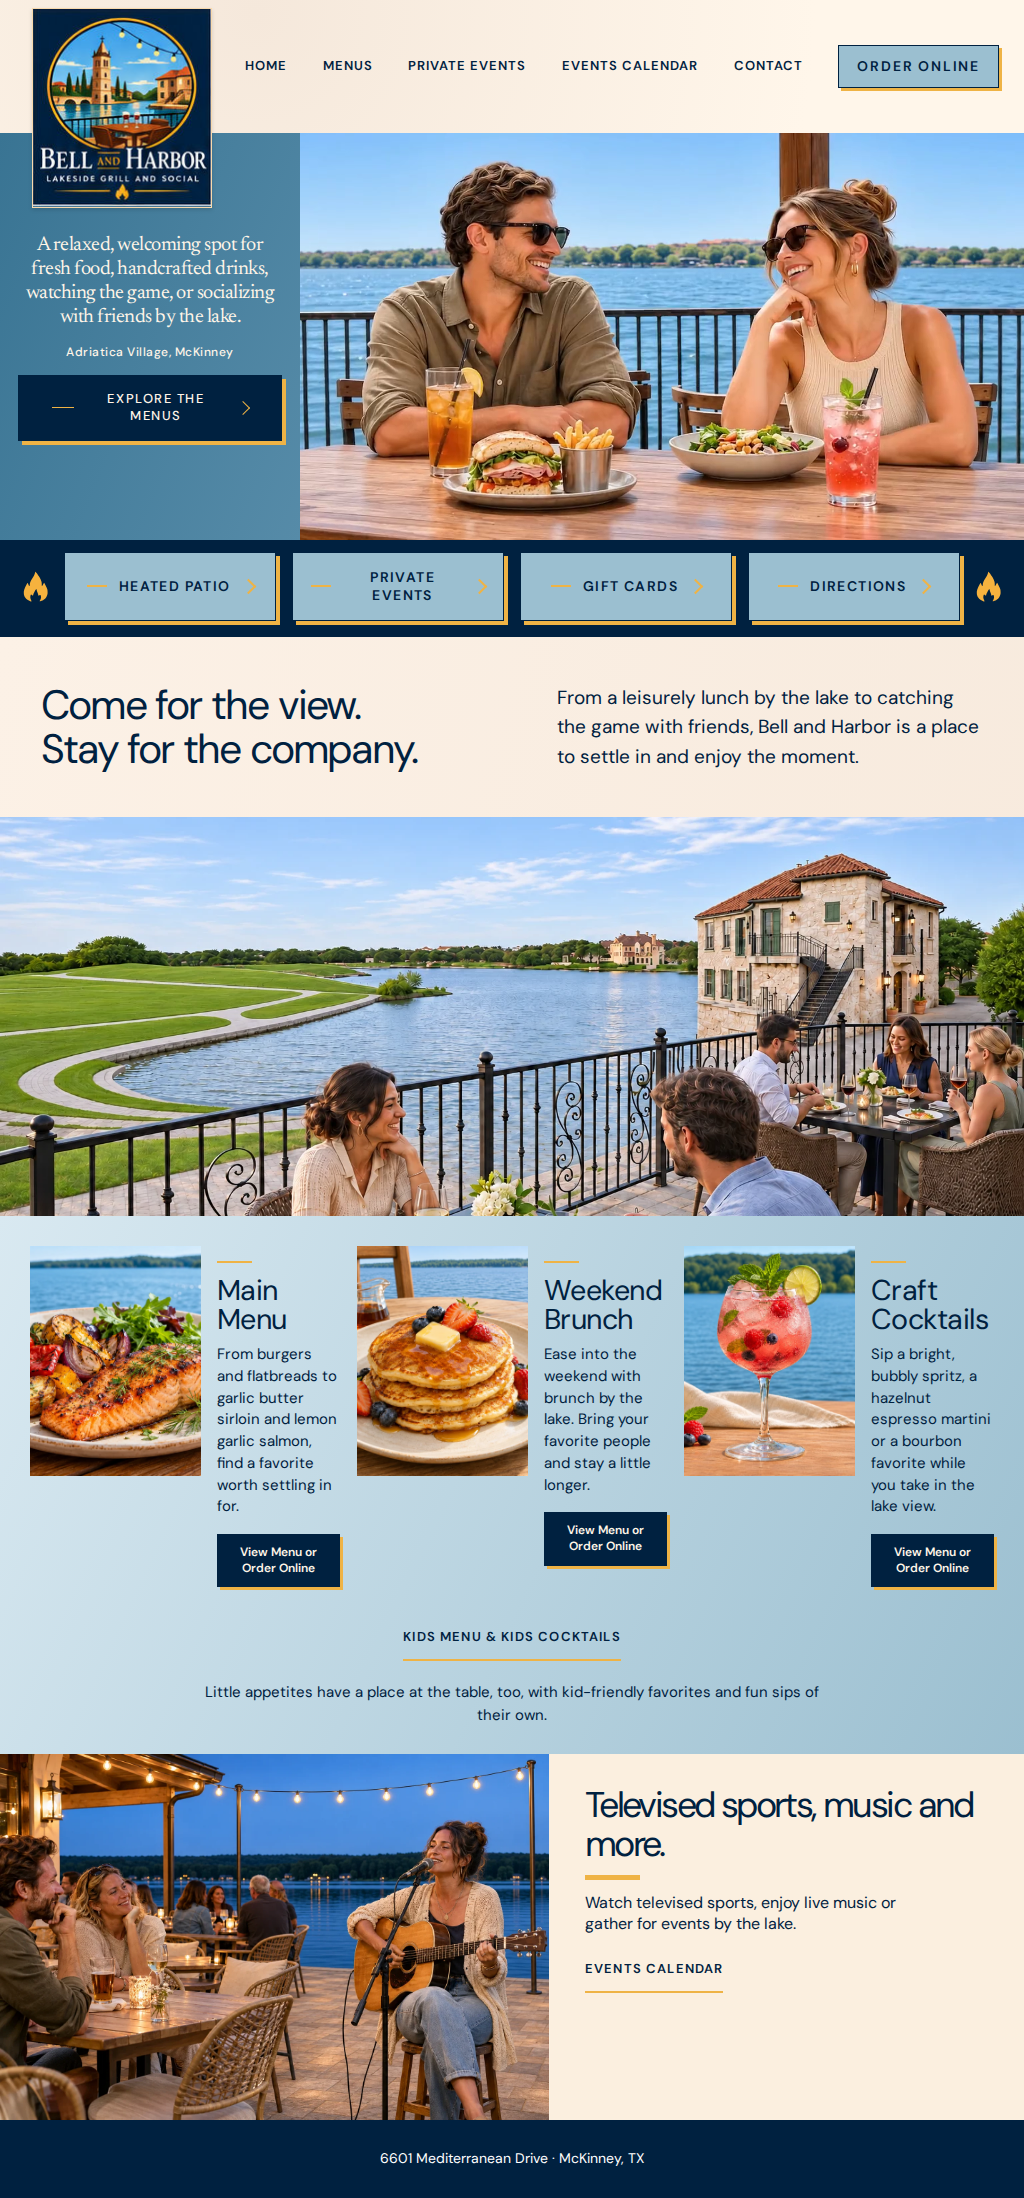 BELL AND HARBOR
LAKESIDE GRILL AND SOCIAL
HOME
MENUS
PRIVATE EVENTS
EVENTS CALENDAR
CONTACT
ORDER ONLINE
A relaxed, welcoming spot for
fresh food, handcrafted drinks,
watching the game, or socializing
with friends by the lake.
Adriatica Village, McKinney
EXPLORE THE
MENUS
HEATED PATIO
PRIVATE
EVENTS
GIFT CARDS
DIRECTIONS
Come for the view.
Stay for the company.
From a leisurely lunch by the lake to catching
the game with friends, Bell and Harbor is a place
to settle in and enjoy the moment.
Main
Menu
From burgers
and flatbreads to
garlic butter
sirloin and lemon
garlic salmon,
find a favorite
worth settling in
for.
View Menu or
Order Online
Weekend
Brunch
Ease into the
weekend with
brunch by the
lake. Bring your
favorite people
and stay a little
longer.
View Menu or
Order Online
Craft
Cocktails
Sip a bright,
bubbly spritz, a
hazelnut
espresso martini
or a bourbon
favorite while
you take in the
lake view.
View Menu or
Order Online
KIDS MENU & KIDS COCKTAILS
Little appetites have a place at the table, too, with kid-friendly favorites and fun sips of
their own.
Televised sports, music and
more.
Watch televised sports, enjoy live music or
gather for events by the lake.
EVENTS CALENDAR
6601 Mediterranean Drive · McKinney, TX